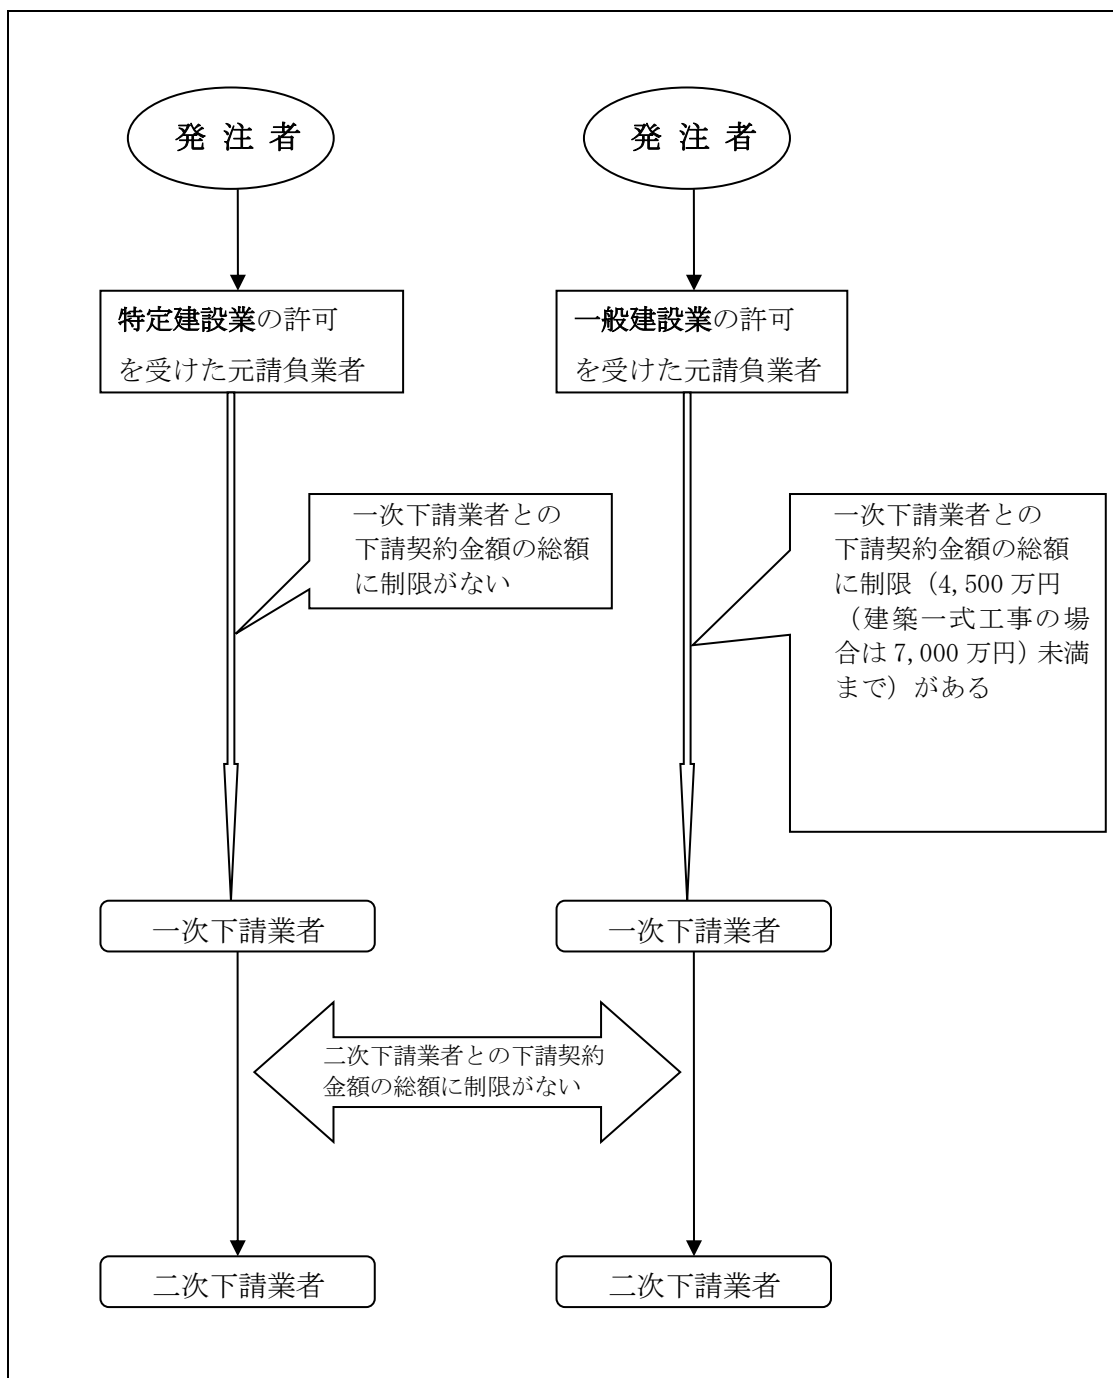 発 注 者
発 注 者
特定建設業の許可
を受けた元請負業者
一般建設業の許可
を受けた元請負業者
一次下請業者との
下請契約金額の総額
に制限がない
一次下請業者との
下請契約金額の総額
に制限（4,500 万円
（建築一式工事の場
合は 7,000 万円）未満
まで）がある
一次下請業者
一次下請業者
二次下請業者との下請契約
金額の総額に制限がない
二次下請業者
二次下請業者